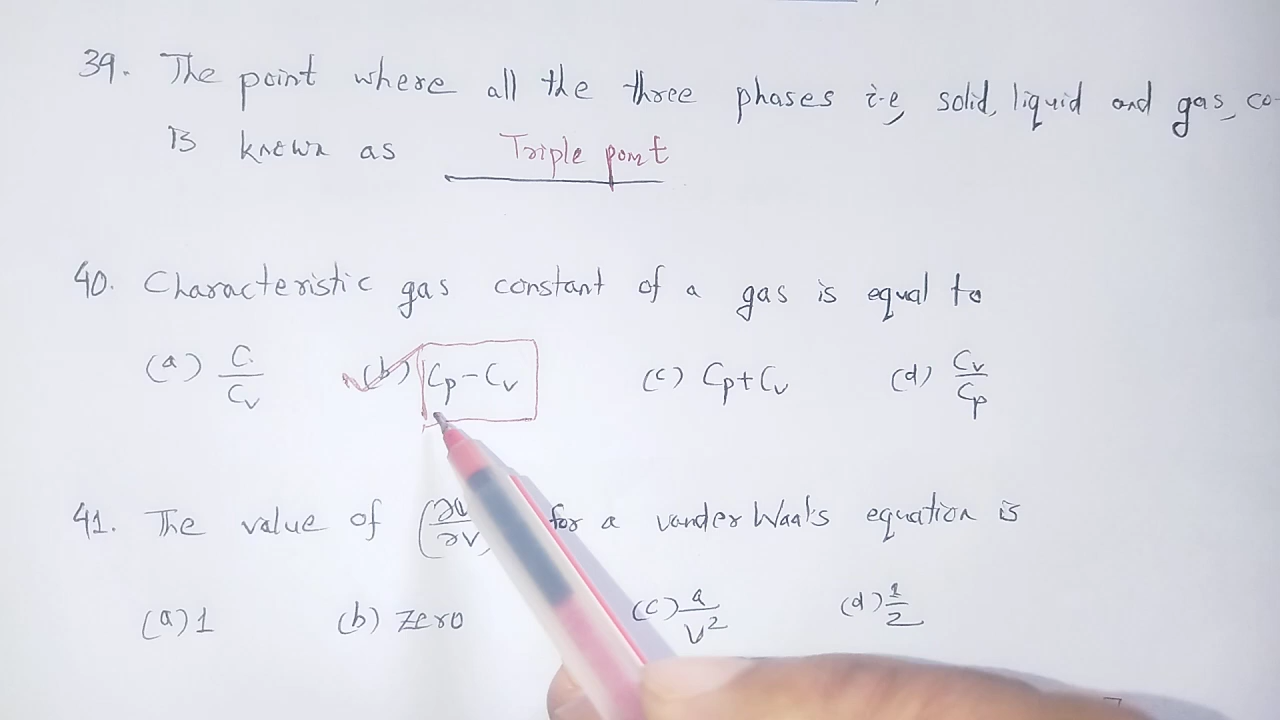 39. The point where all the three phases i.e, solid, liquid and gas, co-
is known as Triple point
40. Characteristic gas constant of a gas is equal to
(a) C/Cv (b) Cp-Cv (c) Cp+Cv (d) Cv/Cp
41. The value of (∂U/∂V) for a vander Waal's equation is
(a) 1 (b) Zero (c) a/V² (d) 1/2